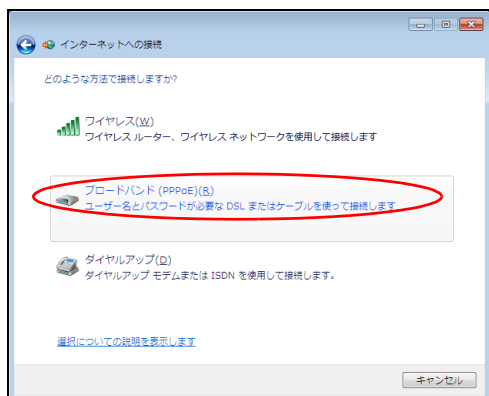 インターネットへの接続
どのような方法で接続しますか?
ワイヤレス(W)
ワイヤレス ルーター、ワイヤレス ネットワークを使用して接続します
ブロードバンド (PPPoE)(R)
ユーザー名とパスワードが必要な DSL またはケーブルを使って接続します
ダイヤルアップ(D)
ダイヤルアップ モデムまたは ISDN を使用して接続します。
選択についての説明を表示します
キャンセル